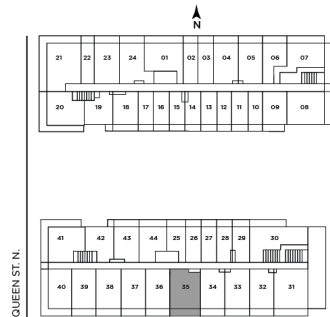 N
21 22 23 24 01 02 03 04 05 06 07
20 19 18 17 16 15 14 13 12 11 10 09 08
QUEEN ST. N.
41 42 43 44 25 26 27 28 29 30
40 39 38 37 36 35 34 33 32 31